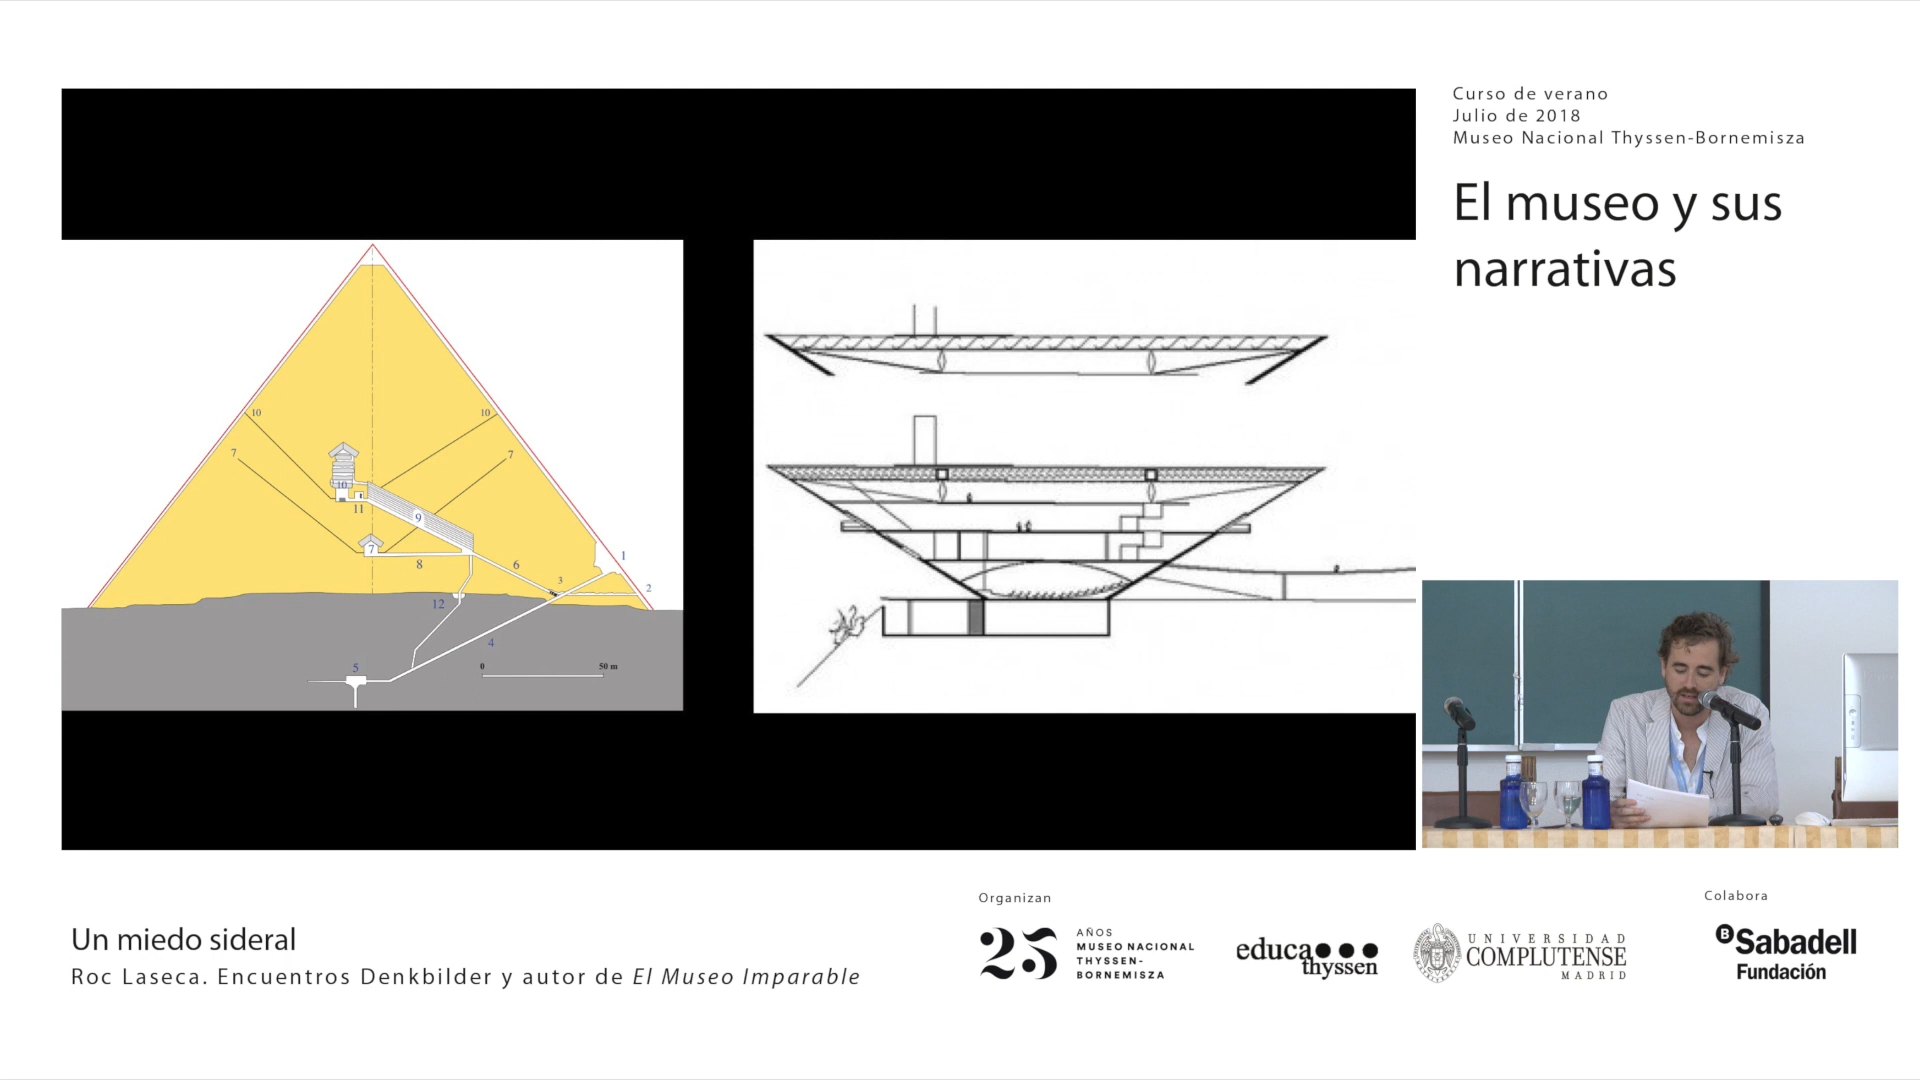 Curso de verano
Julio de 2018
Museo Nacional Thyssen-Bornemisza
El museo y sus
narrativas
10
10
7
7
10
11
9
7
8
6
1
3
2
12
4
5
0
50 m
Un miedo sideral
Roc Laseca. Encuentros Denkbilder y autor de El Museo Imparable
Organizan
25
AÑOS
MUSEO NACIONAL
THYSSEN-
BORNEMISZA
educa
thyssen
UNIVERSIDAD
COMPLUTENSE
MADRID
Colabora
B Sabadell
Fundación